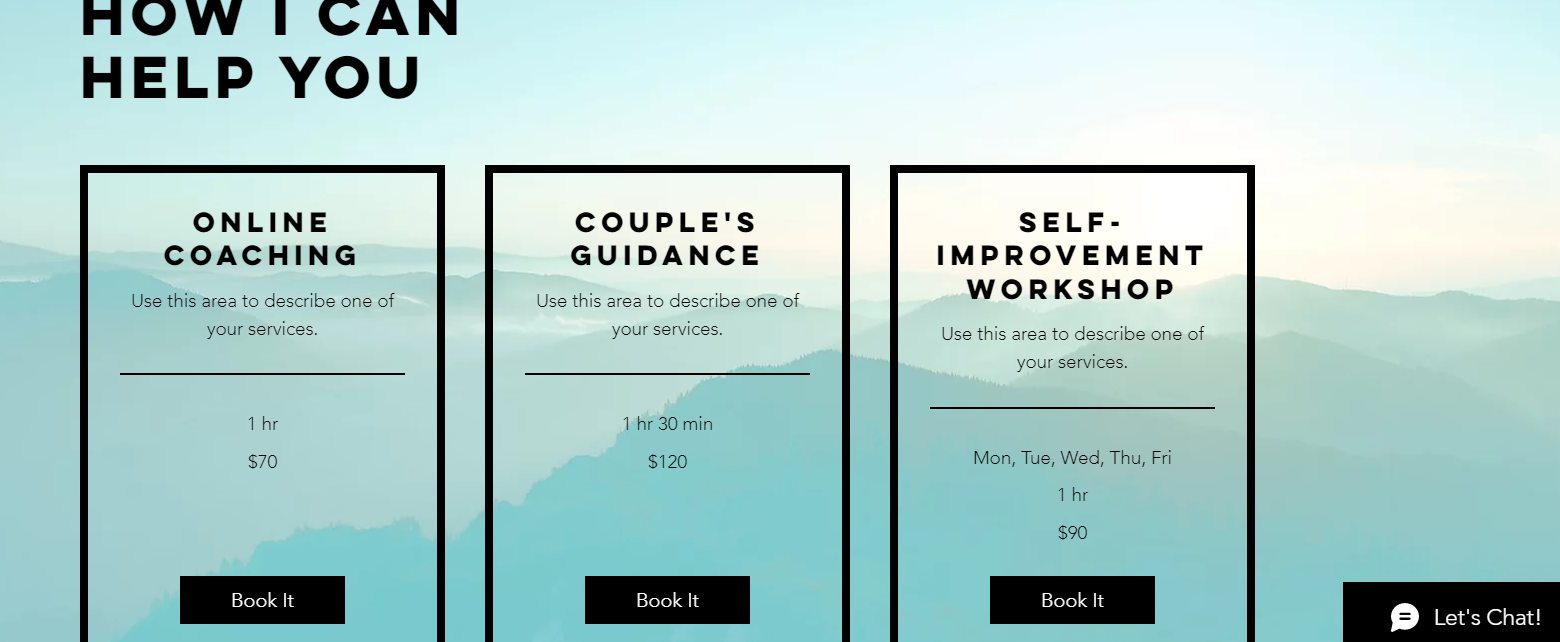 HOW I CAN
HELP YOU
ONLINE
COACHING
Use this area to describe one of
your services.
1 hr
$70
Book It
COUPLE'S
GUIDANCE
Use this area to describe one of
your services.
1 hr 30 min
$120
Book It
SELF-
IMPROVEMENT
WORKSHOP
Use this area to describe one of
your services.
Mon, Tue, Wed, Thu, Fri
1 hr
$90
Book It
Let's Chat!